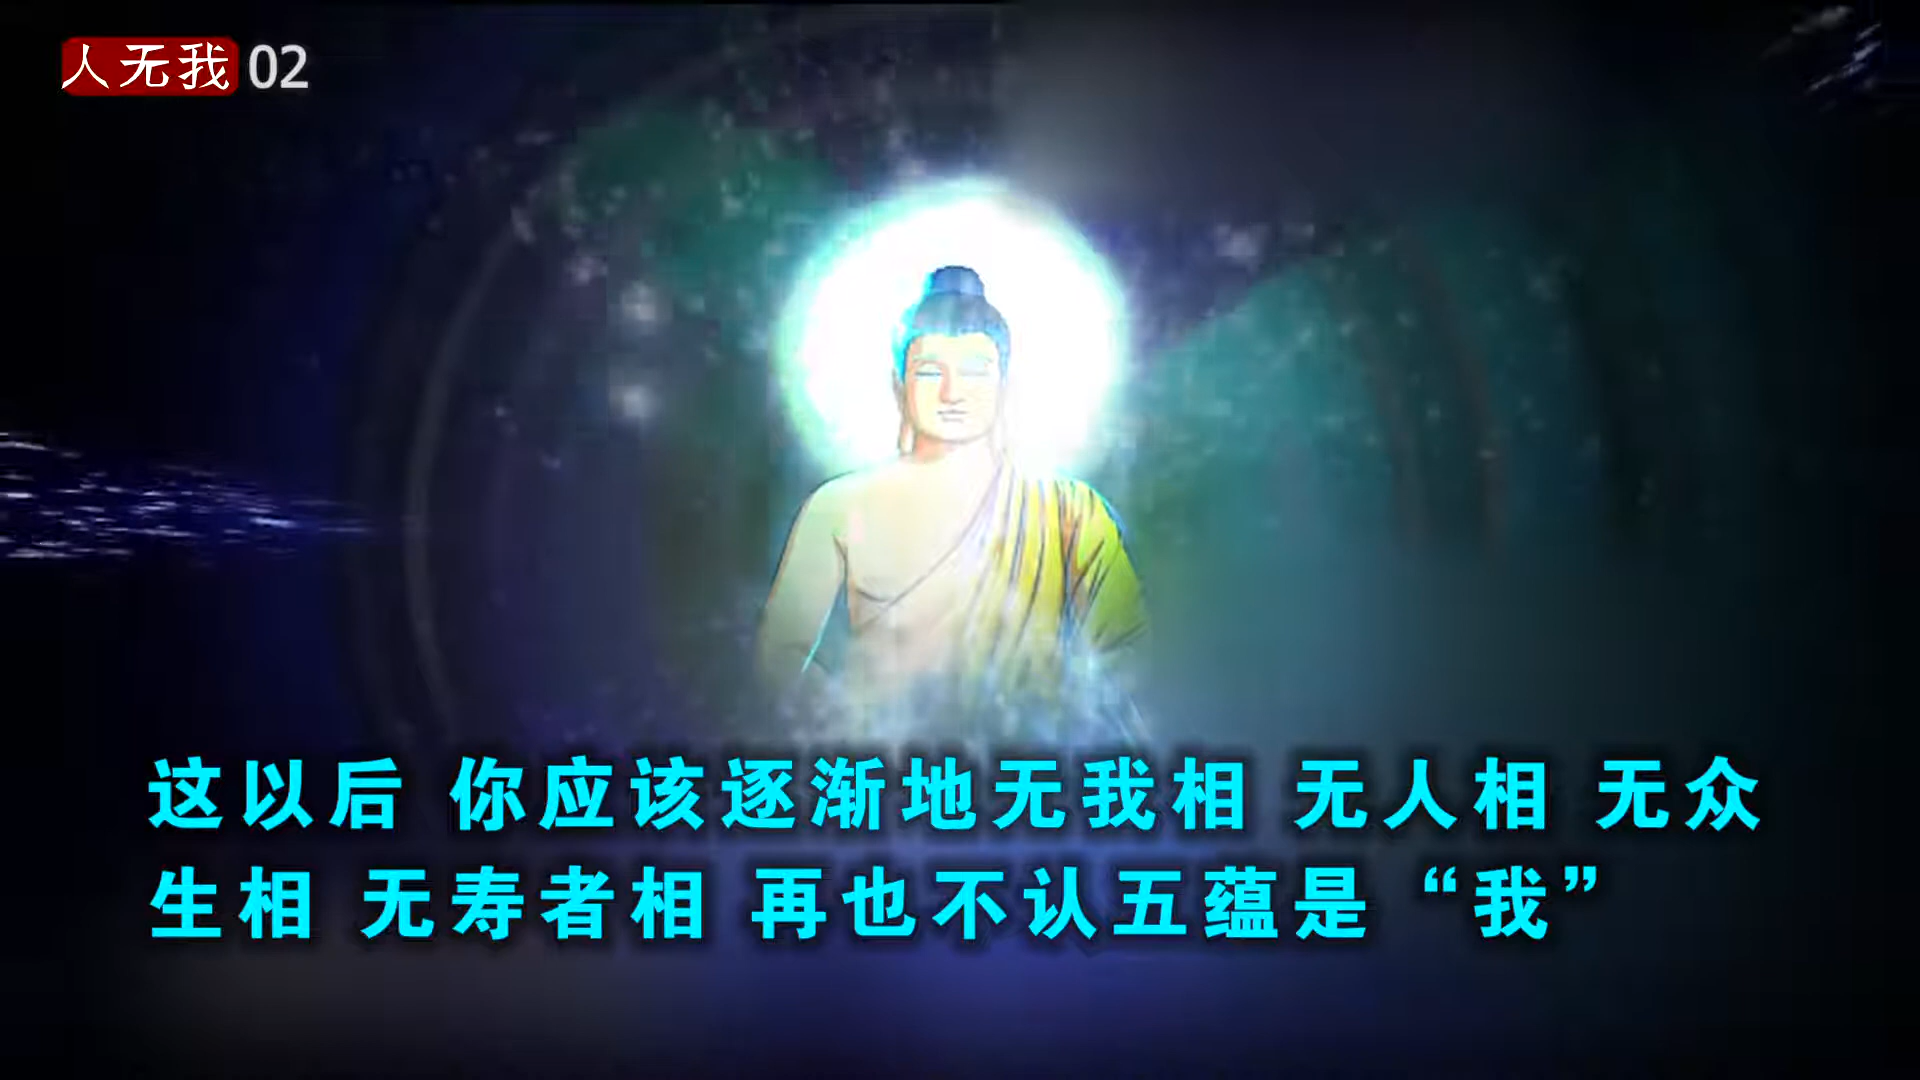 人无我 02
这以后 你应该逐渐地无我相 无人相 无众
生相 无寿者相 再也不认五蕴是“我”